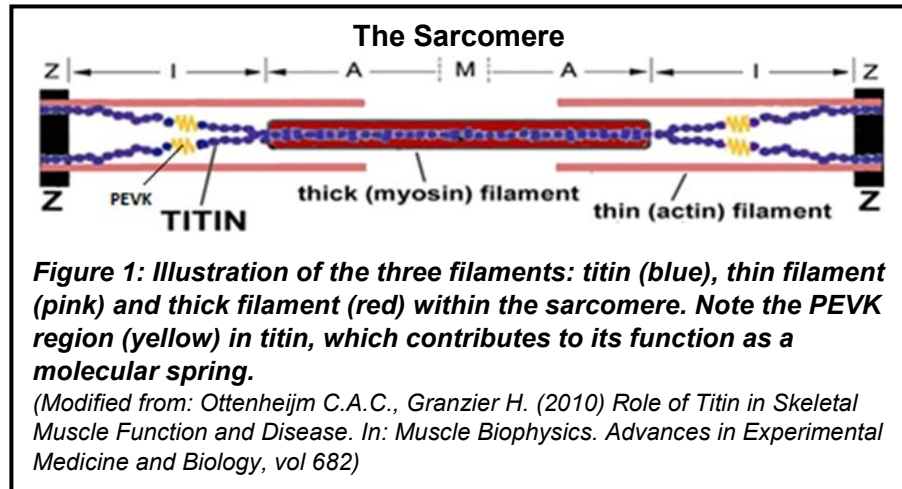 The Sarcomere
Z I A M A I Z
PEVK
Z TITIN thick (myosin) filament thin (actin) filament Z
Figure 1: Illustration of the three filaments: titin (blue), thin filament
(pink) and thick filament (red) within the sarcomere. Note the PEVK
region (yellow) in titin, which contributes to its function as a
molecular spring.
(Modified from: Ottenheijm C.A.C., Granzier H. (2010) Role of Titin in Skeletal
Muscle Function and Disease. In: Muscle Biophysics. Advances in Experimental
Medicine and Biology, vol 682)